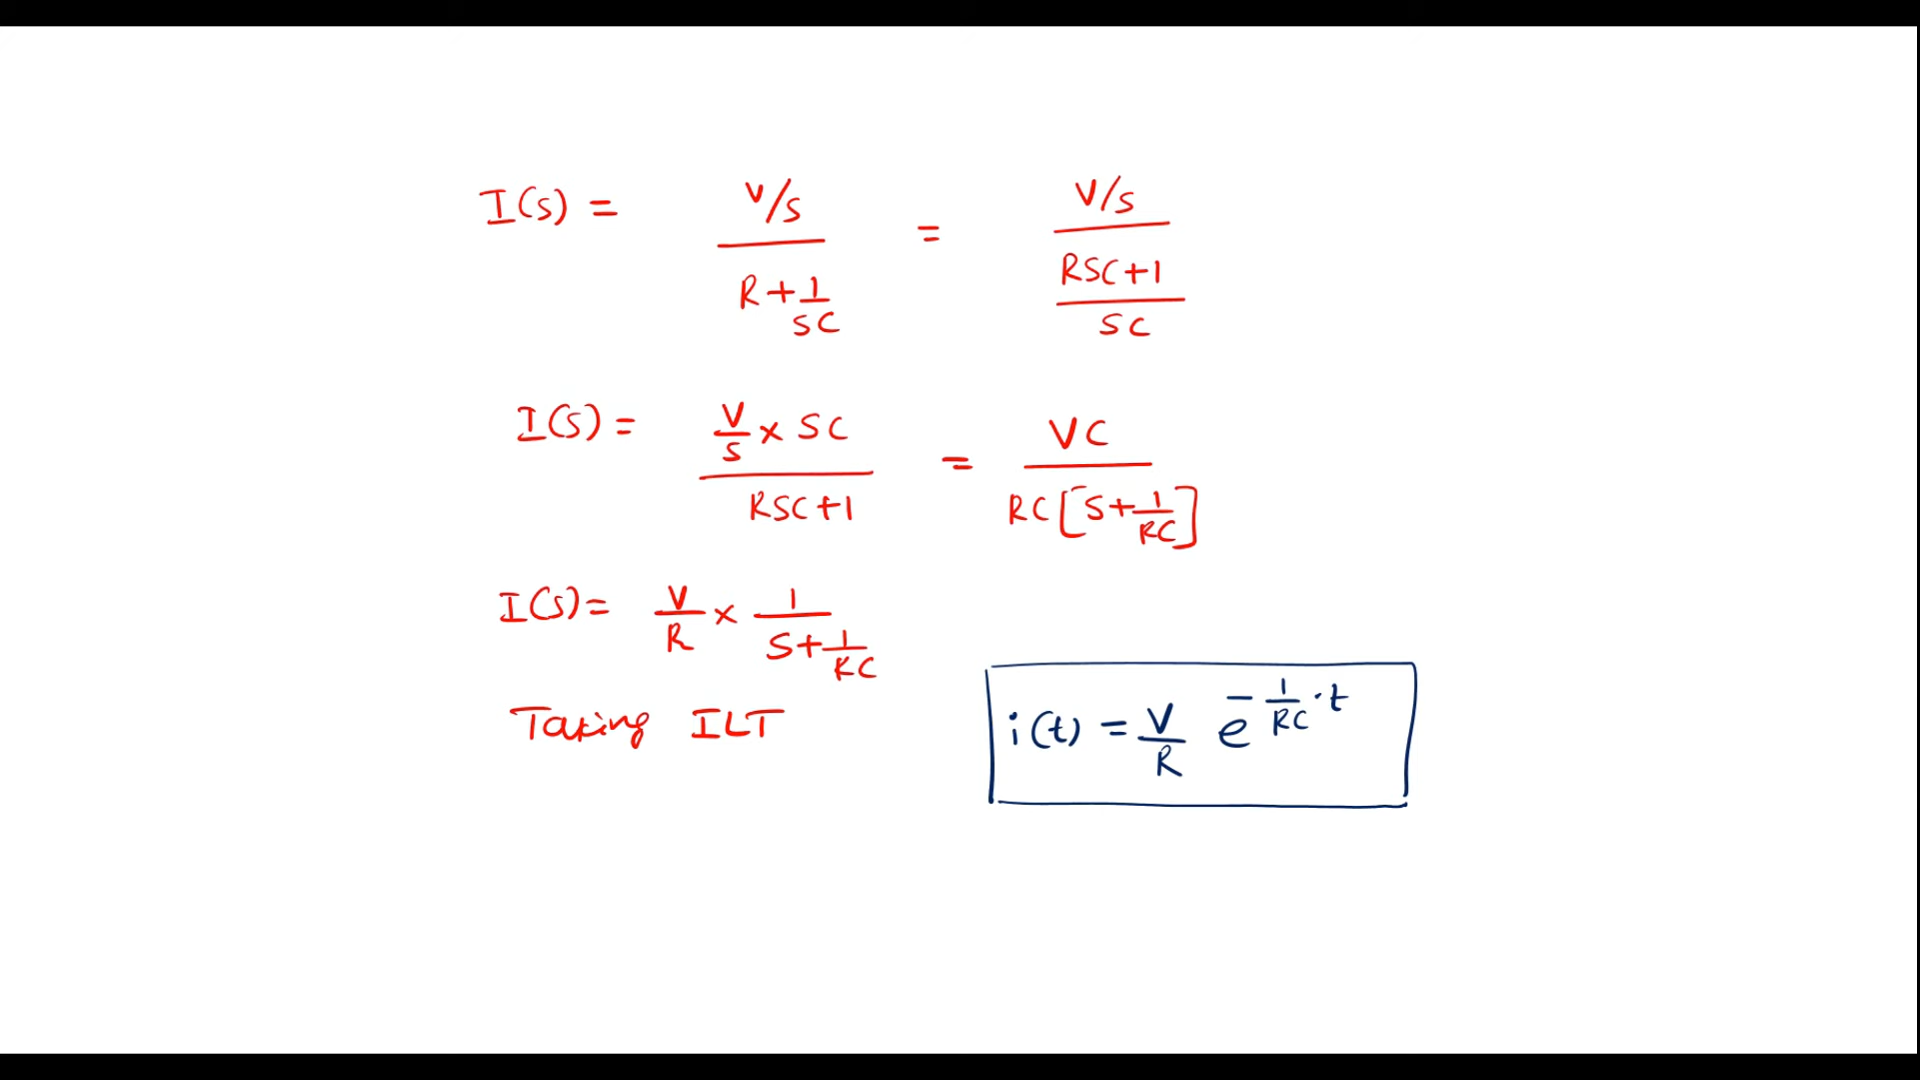 I(s) = (V/s)/(R + 1/SC) = (V/s)/((RSC+1)/SC)
I(s) = (V/s × SC)/(RSC+1) = VC/(RC[S + 1/RC])
I(s) = V/R × 1/(S + 1/RC)
Taking ILT
i(t) = V/R e^(- 1/RC · t)